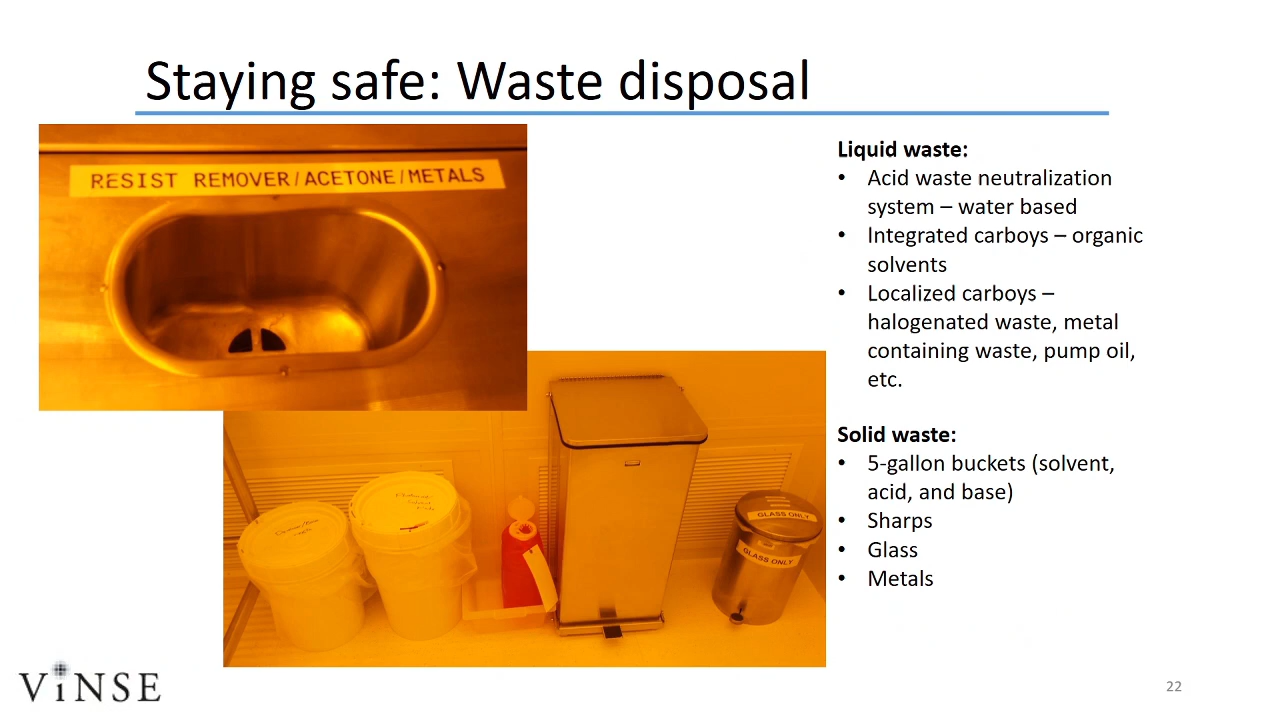 Staying safe: Waste disposal
RESIST REMOVER/ACETONE/METALS
Liquid waste:
• Acid waste neutralization
system – water based
• Integrated carboys – organic
solvents
• Localized carboys –
halogenated waste, metal
containing waste, pump oil,
etc.
Solid waste:
• 5-gallon buckets (solvent,
acid, and base)
• Sharps
• Glass
• Metals
GLASS ONLY
GLASS ONLY
ViNSE
22